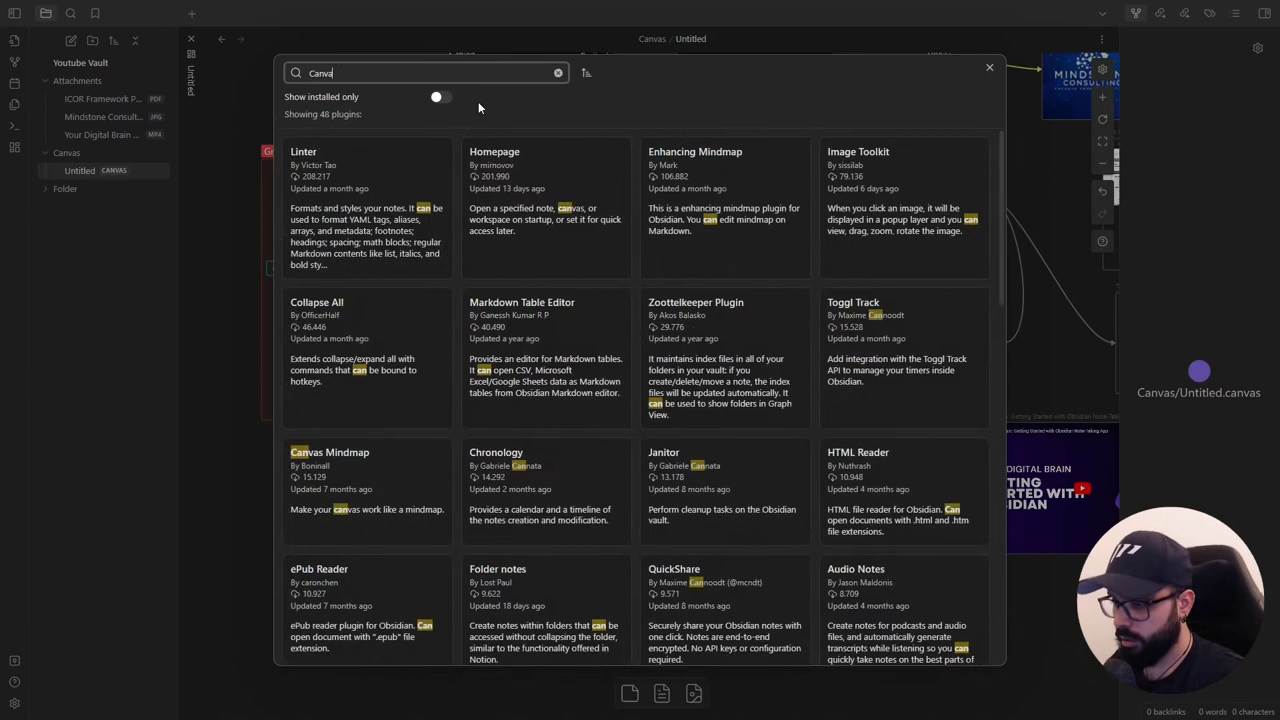 Canvas / Untitled
Youtube Vault
Attachments
!COR Framework P... PDF
Mindstone Consult... JPG
Your Digital Brain ... MP4
Canvas
Untitled CANVAS
Folder
Untitled
Canva
Show installed only
Showing 48 plugins:
Linter
By Victor Tao
208.217
Updated a month ago
Formats and styles your notes. It can be
used to format YAML tags, aliases,
arrays, and metadata; footnotes;
headings; spacing; math blocks; regular
Markdown contents like list, italics, and
bold sty...
Homepage
By mirnovov
201.990
Updated 13 days ago
Open a specified note, canvas, or
workspace on startup, or set it for quick
access later.
Enhancing Mindmap
By Mark
106.882
Updated a month ago
This is a enhancing mindmap plugin for
Obsidian. You can edit mindmap on
Markdown.
Image Toolkit
By sissilab
79.136
Updated 6 days ago
When you click an image, it will be
displayed in a popup layer and you can
view, drag, zoom, rotate the image.
Collapse All
By OfficerHalf
46.446
Updated a month ago
Extends collapse/expand all with
commands that can be bound to
hotkeys.
Markdown Table Editor
By Ganessh Kumar R P
40.490
Updated a year ago
Provides an editor for Markdown tables.
It can open CSV, Microsoft
Excel/Google Sheets data as Markdown
tables from Obsidian Markdown editor.
Zoottelkeeper Plugin
By Akos Balasko
29.776
Updated a year ago
It maintains index files in all of your
folders in your vault: if you
create/delete/move a note, the index
files will be updated automatically. It
can be used to show folders in Graph
View.
Toggl Track
By Maxime Cannoodt
15.528
Updated a month ago
Add integration with the Toggl Track
API to manage your timers inside
Obsidian.
Canvas Mindmap
By Boninall
15.129
Updated 7 months ago
Make your canvas work like a mindmap.
Chronology
By Gabriele Cannata
14.292
Updated 2 months ago
Provides a calendar and a timeline of
the notes creation and modification.
Janitor
By Gabriele Cannata
13.178
Updated 8 months ago
Perform cleanup tasks on the Obsidian
vault.
HTML Reader
By Nuthrash
10.948
Updated 4 months ago
HTML file reader for Obsidian. Can
open documents with .html and .htm
file extensions.
ePub Reader
By caronchen
10.927
Updated 7 months ago
ePub reader plugin for Obsidian. Can
open document with ".epub" file
extension.
Folder notes
By Lost Paul
9.622
Updated 18 days ago
Create notes within folders that can be
accessed without collapsing the folder,
similar to the functionality offered in
Notion.
QuickShare
By Maxime Cannoodt (@mcndt)
9.571
Updated 8 months ago
Securely share your Obsidian notes with
one click. Notes are end-to-end
encrypted. No API keys or configuration
required.
Audio Notes
By Jason Maldonis
8.709
Updated 4 months ago
Create notes for podcasts and audio
files, and automatically generate
transcripts while listening so you can
quickly take notes on the best parts of
Canvas/Untitled.canvas
Getting Started with Obsidian Note-Taking App
DIGITAL BRAIN
0 backlinks 0 words 0 characters